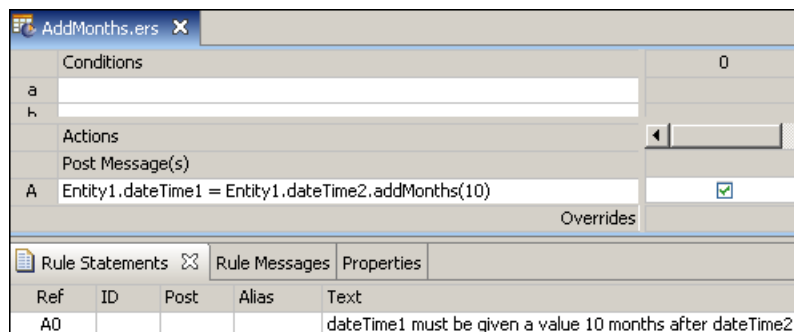 AddMonths.ers
Conditions 0
a
b
Actions
Post Message(s)
A Entity1.dateTime1 = Entity1.dateTime2.addMonths(10)
Overrides
Rule Statements Rule Messages Properties
Ref ID Post Alias Text
A0 dateTime1 must be given a value 10 months after dateTime2